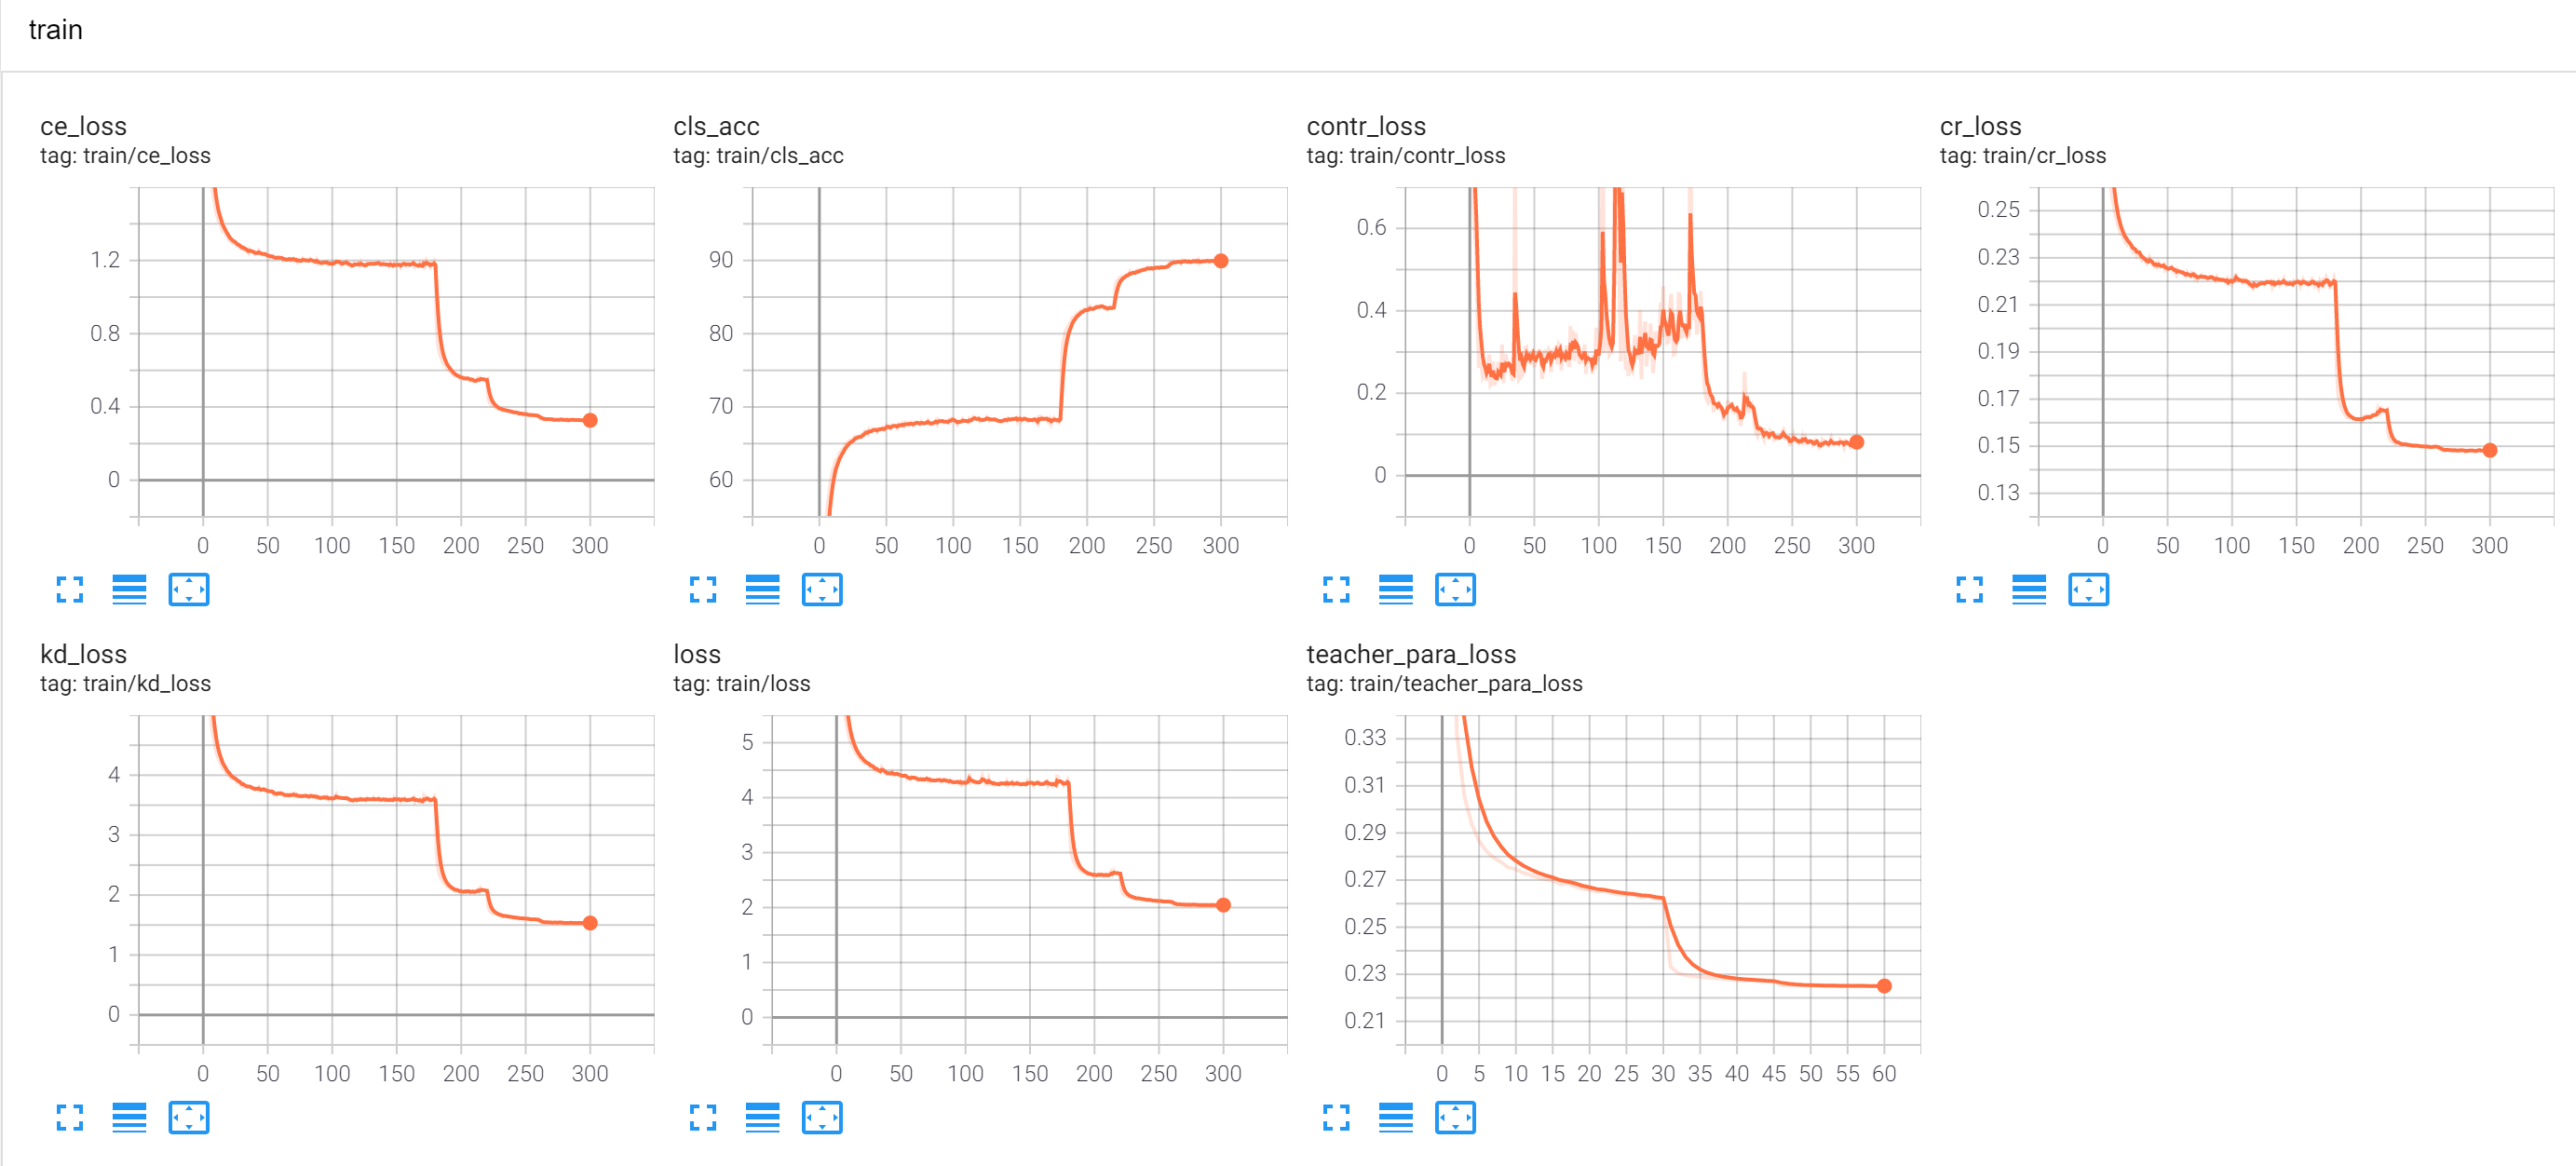 train
ce_loss
tag: train/ce_loss
1.2
0.8
0.4
0
0 50 100 150 200 250 300
cls_acc
tag: train/cls_acc
90
80
70
60
0 50 100 150 200 250 300
contr_loss
tag: train/contr_loss
0.6
0.4
0.2
0
0 50 100 150 200 250 300
cr_loss
tag: train/cr_loss
0.25
0.23
0.21
0.19
0.17
0.15
0.13
0 50 100 150 200 250 300
kd_loss
tag: train/kd_loss
4
3
2
1
0
0 50 100 150 200 250 300
loss
tag: train/loss
5
4
3
2
1
0
0 50 100 150 200 250 300
teacher_para_loss
tag: train/teacher_para_loss
0.33
0.31
0.29
0.27
0.25
0.23
0.21
0 5 10 15 20 25 30 35 40 45 50 55 60